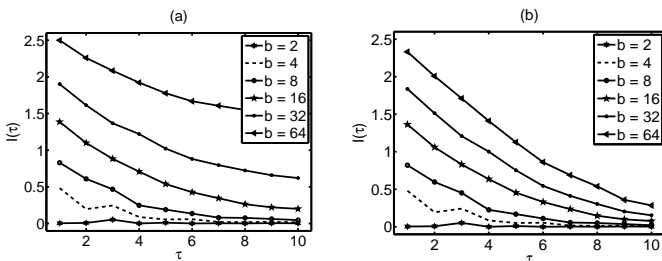 (a)
2.5
2
1.5
1
0.5
0
I(τ)
2
4
6
8
10
τ
b = 2
b = 4
b = 8
b = 16
b = 32
b = 64
(b)
2.5
2
1.5
1
0.5
0
I(τ)
2
4
6
8
10
τ
b = 2
b = 4
b = 8
b = 16
b = 32
b = 64